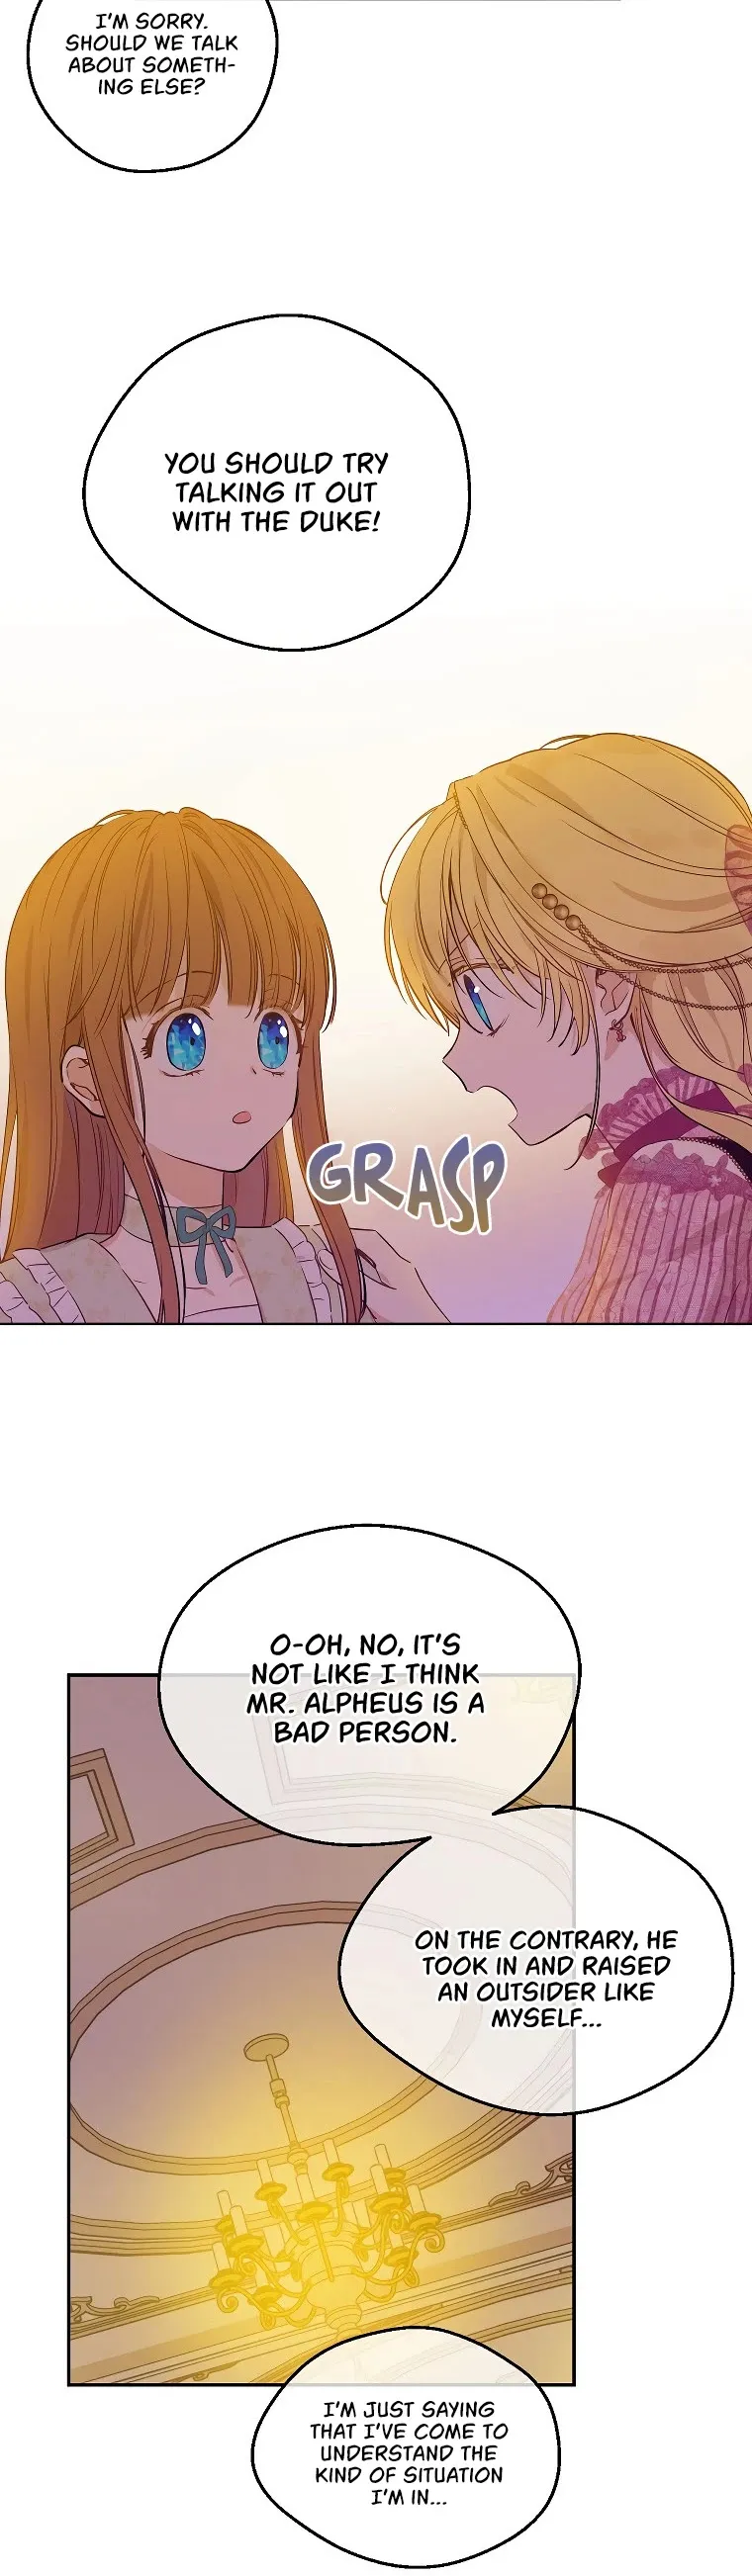 I'M SORRY.
SHOULD WE TALK
ABOUT SOMETH-
ING ELSE?
YOU SHOULD TRY
TALKING IT OUT
WITH THE DUKE!
GRASP
O-OH, NO, IT'S
NOT LIKE I THINK
MR. ALPHEUS IS A
BAD PERSON.
ON THE CONTRARY, HE
TOOK IN AND RAISED
AN OUTSIDER LIKE
MYSELF...
I'M JUST SAYING
THAT I'VE COME TO
UNDERSTAND THE
KIND OF SITUATION
I'M IN...